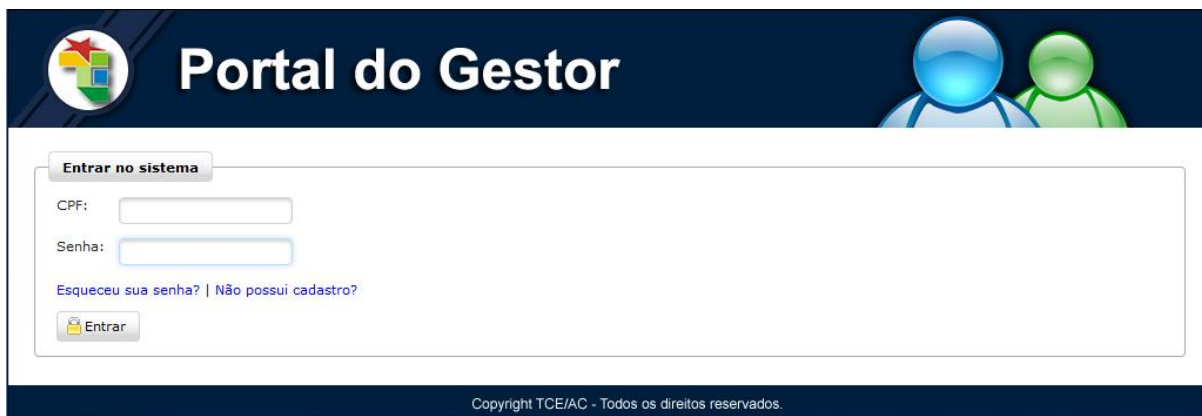 Portal do Gestor
Entrar no sistema
CPF:
Senha:
Esqueceu sua senha? | Não possui cadastro?
Entrar
Copyright TCE/AC - Todos os direitos reservados.